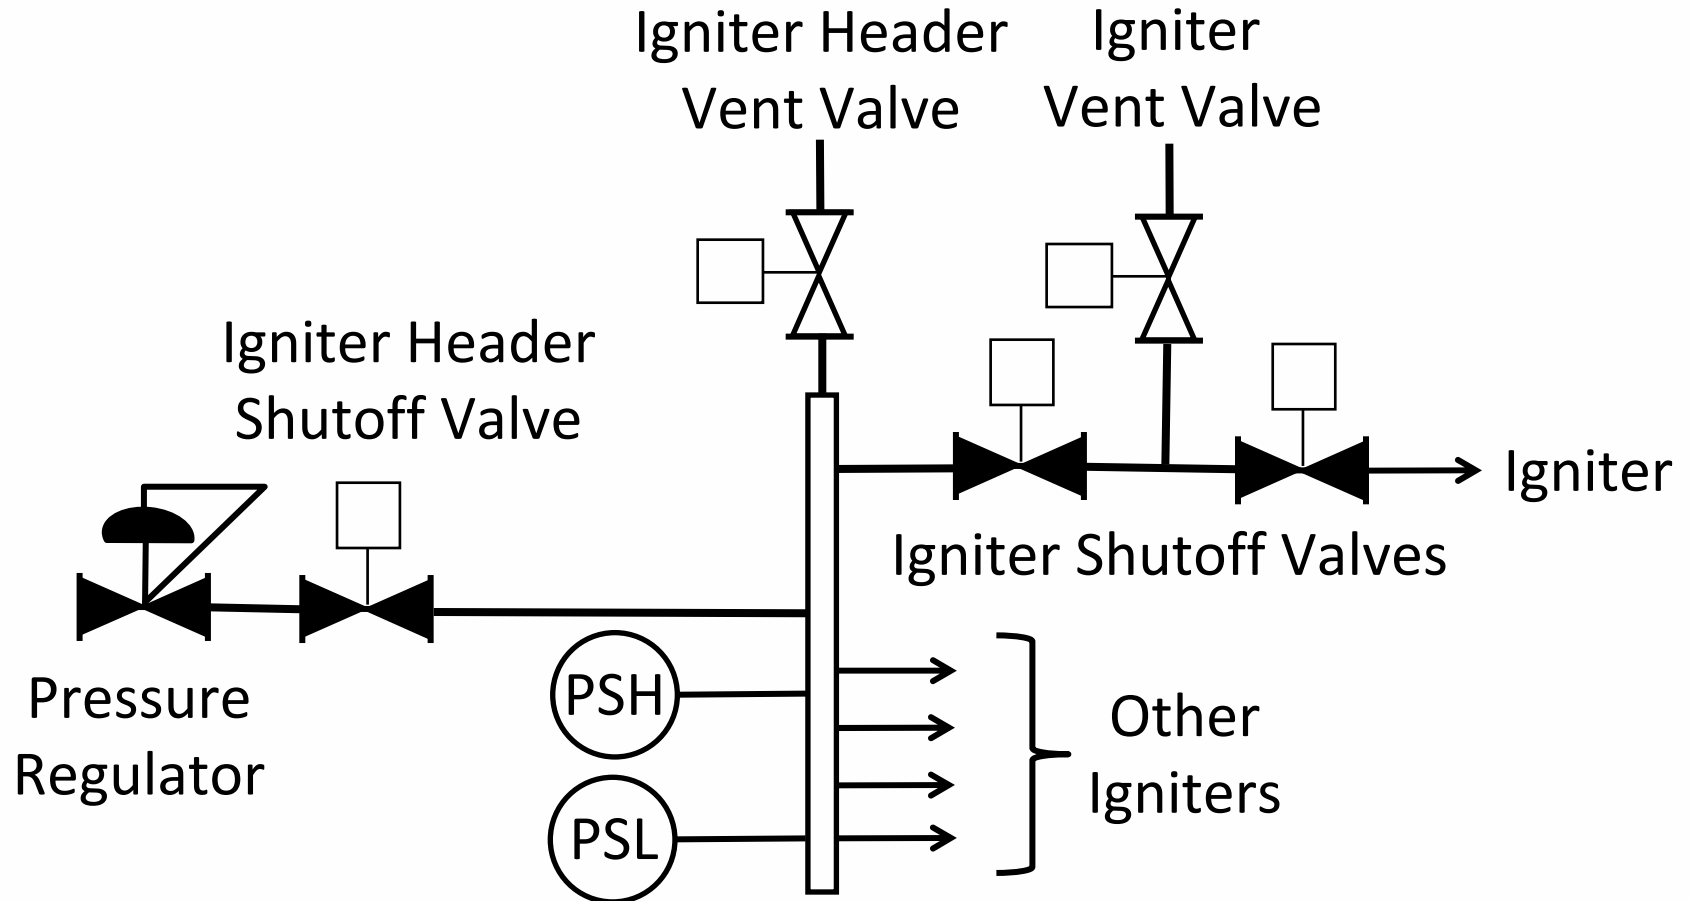 Igniter Header
Vent Valve
Igniter
Vent Valve
Igniter Header
Shutoff Valve
Igniter
Igniter Shutoff Valves
Pressure
Regulator
PSH
PSL
Other
Igniters